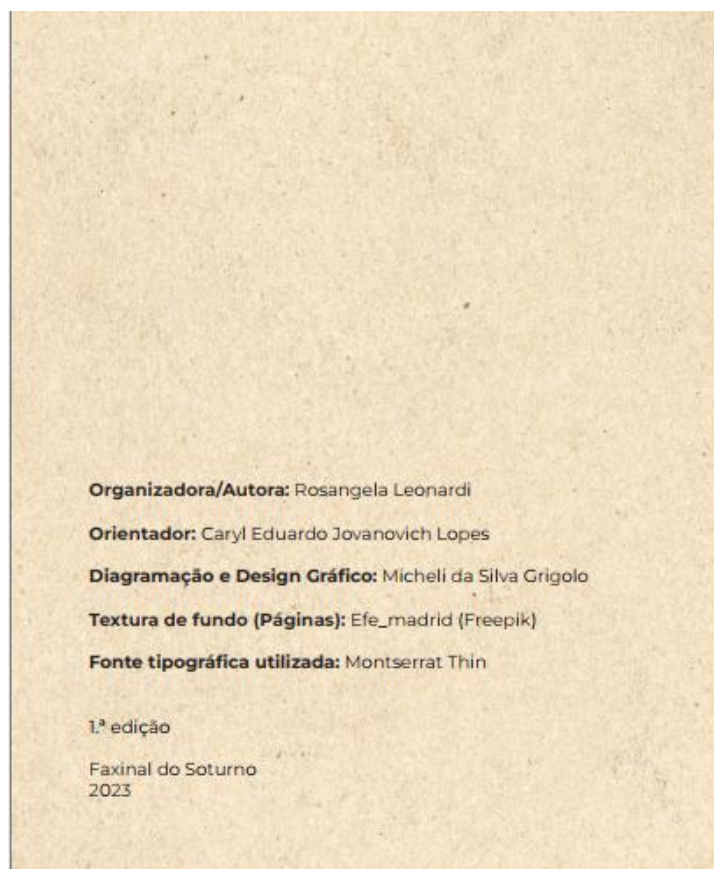 Organizadora/Autora: Rosangela Leonardi
Orientador: Caryl Eduardo Jovanovich Lopes
Diagramação e Design Gráfico: Micheli da Silva Grigolo
Textura de fundo (Páginas): Efe_madrid (Freepik)
Fonte tipográfica utilizada: Montserrat Thin
1.ª edição
Faxinal do Soturno
2023